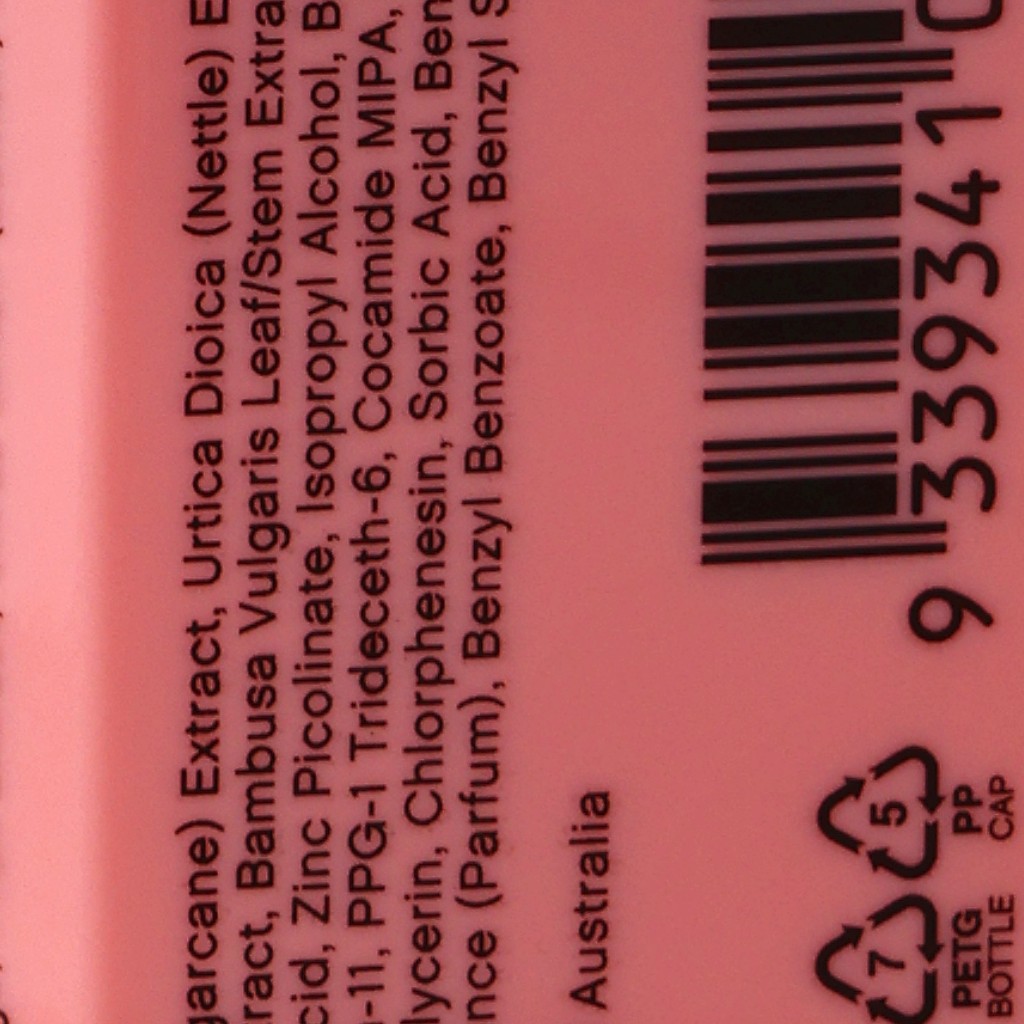 garcane) Extract, Urtica Dioica (Nettle) E
ract, Bambusa Vulgaris Leaf/Stem Extra
cid, Zinc Picolinate, Isopropyl Alcohol, B
-11, PPG-1 Trideceth-6, Cocamide MIPA,
lycerin, Chlorphenesin, Sorbic Acid, Ben
nce (Parfum), Benzyl Benzoate, Benzyl S
Australia
7
PETG
BOTTLE
5
PP
CAP
9 339341 0